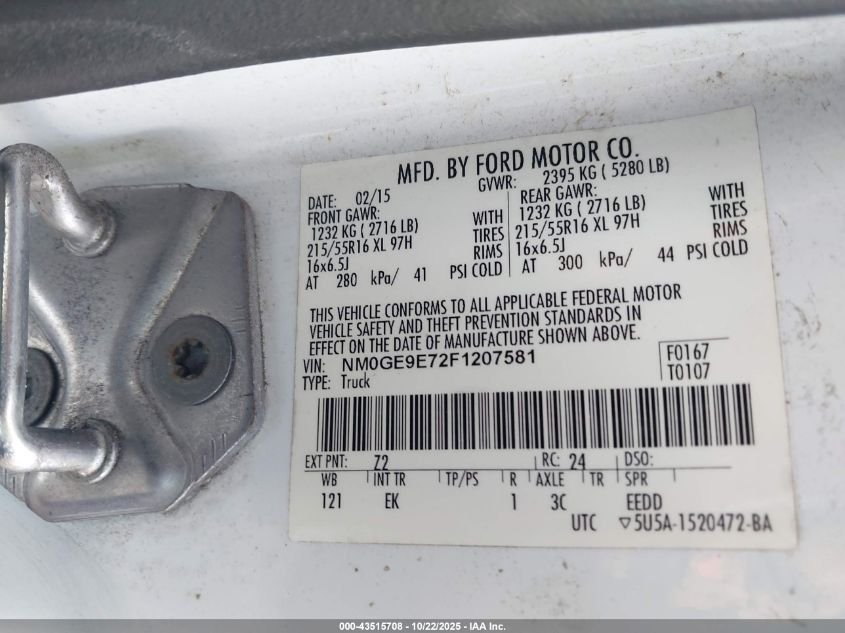 MFD. BY FORD MOTOR CO.
DATE: 02/15 GVWR: 2395 KG ( 5280 LB)
FRONT GAWR: REAR GAWR:
1232 KG ( 2716 LB) WITH 1232 KG ( 2716 LB) WITH
215/55R16 XL 97H TIRES 215/55R16 XL 97H TIRES
16x6.5J RIMS 16x6.5J RIMS
AT 280 kPa/ 41 PSI COLD AT 300 kPa/ 44 PSI COLD
THIS VEHICLE CONFORMS TO ALL APPLICABLE FEDERAL MOTOR
VEHICLE SAFETY AND THEFT PREVENTION STANDARDS IN
EFFECT ON THE DATE OF MANUFACTURE SHOWN ABOVE.
VIN: NM0GE9E72F1207581 F0167
TYPE: Truck T0107
EXT PNT: Z2 RC: 24 DSO:
WB INT TR TP/PS R AXLE TR SPR
121 EK 1 3C EEDD
UTC ▽5U5A-1520472-BA
000-43515708 | 10/22/2025 | IAA Inc.